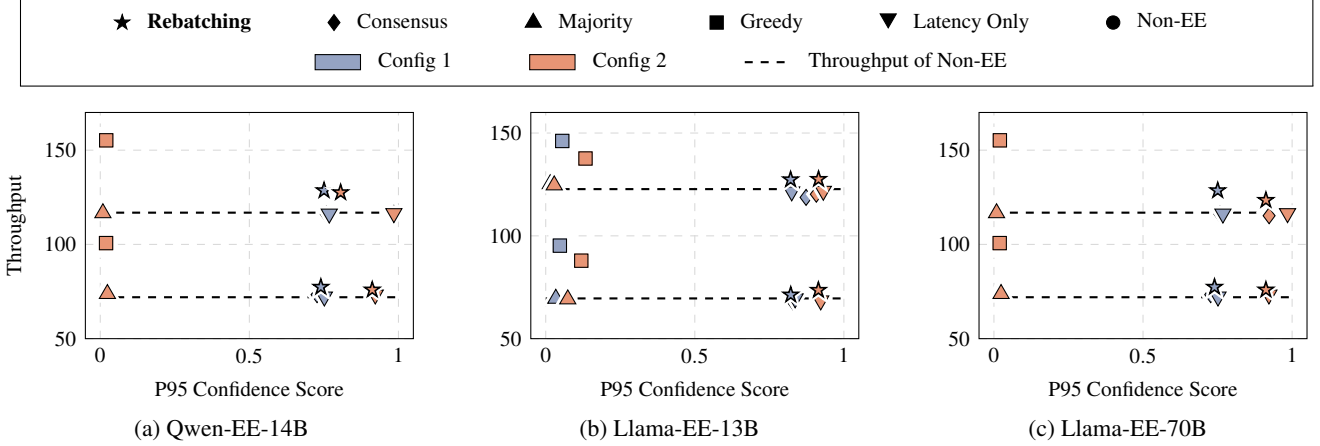 Rebatching Consensus Majority Greedy Latency Only Non-EE
Config 1 Config 2 Throughput of Non-EE
Throughput
150
100
50
0 0.5 1
P95 Confidence Score
(a) Qwen-EE-14B
150
100
50
0 0.5 1
P95 Confidence Score
(b) Llama-EE-13B
150
100
50
0 0.5 1
P95 Confidence Score
(c) Llama-EE-70B